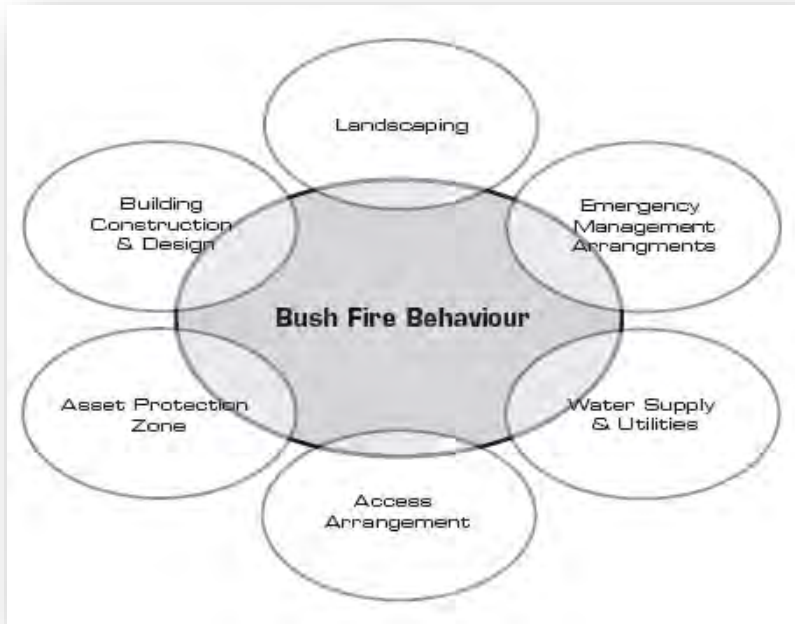 Landscaping
Building
Construction
& Design
Emergency
Management
Arrangments
Bush Fire Behaviour
Asset Protection
Zone
Water Supply
& Utilities
Access
Arrangement